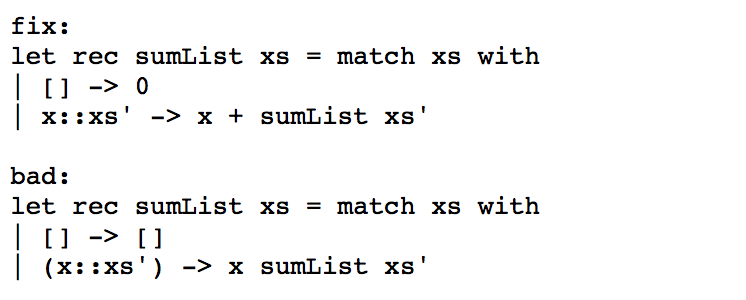 fix:
let rec sumList xs = match xs with
| [] -> 0
| x::xs' -> x + sumList xs'
bad:
let rec sumList xs = match xs with
| [] -> []
| (x::xs') -> x sumList xs'